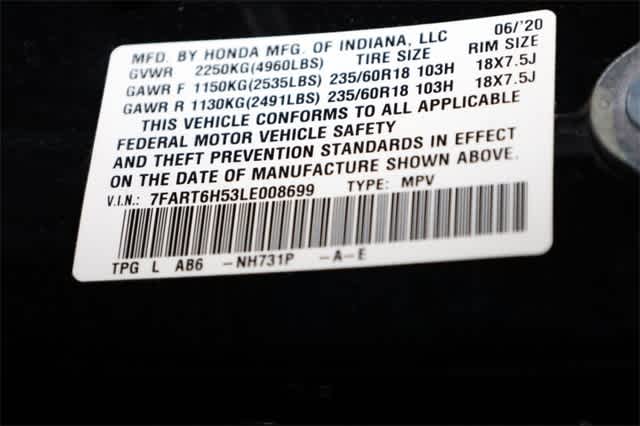 MFD. BY HONDA MFG. OF INDIANA, LLC 06/'20
GVWR 2250KG(4960LBS) TIRE SIZE RIM SIZE
GAWR F 1150KG(2535LBS) 235/60R18 103H 18X7.5J
GAWR R 1130KG(2491LBS) 235/60R18 103H 18X7.5J
THIS VEHICLE CONFORMS TO ALL APPLICABLE
FEDERAL MOTOR VEHICLE SAFETY
AND THEFT PREVENTION STANDARDS IN EFFECT
ON THE DATE OF MANUFACTURE SHOWN ABOVE.
V.I.N.: 7FART6H53LE008699 TYPE: MPV
TPG L AB6 -NH731P -A-E